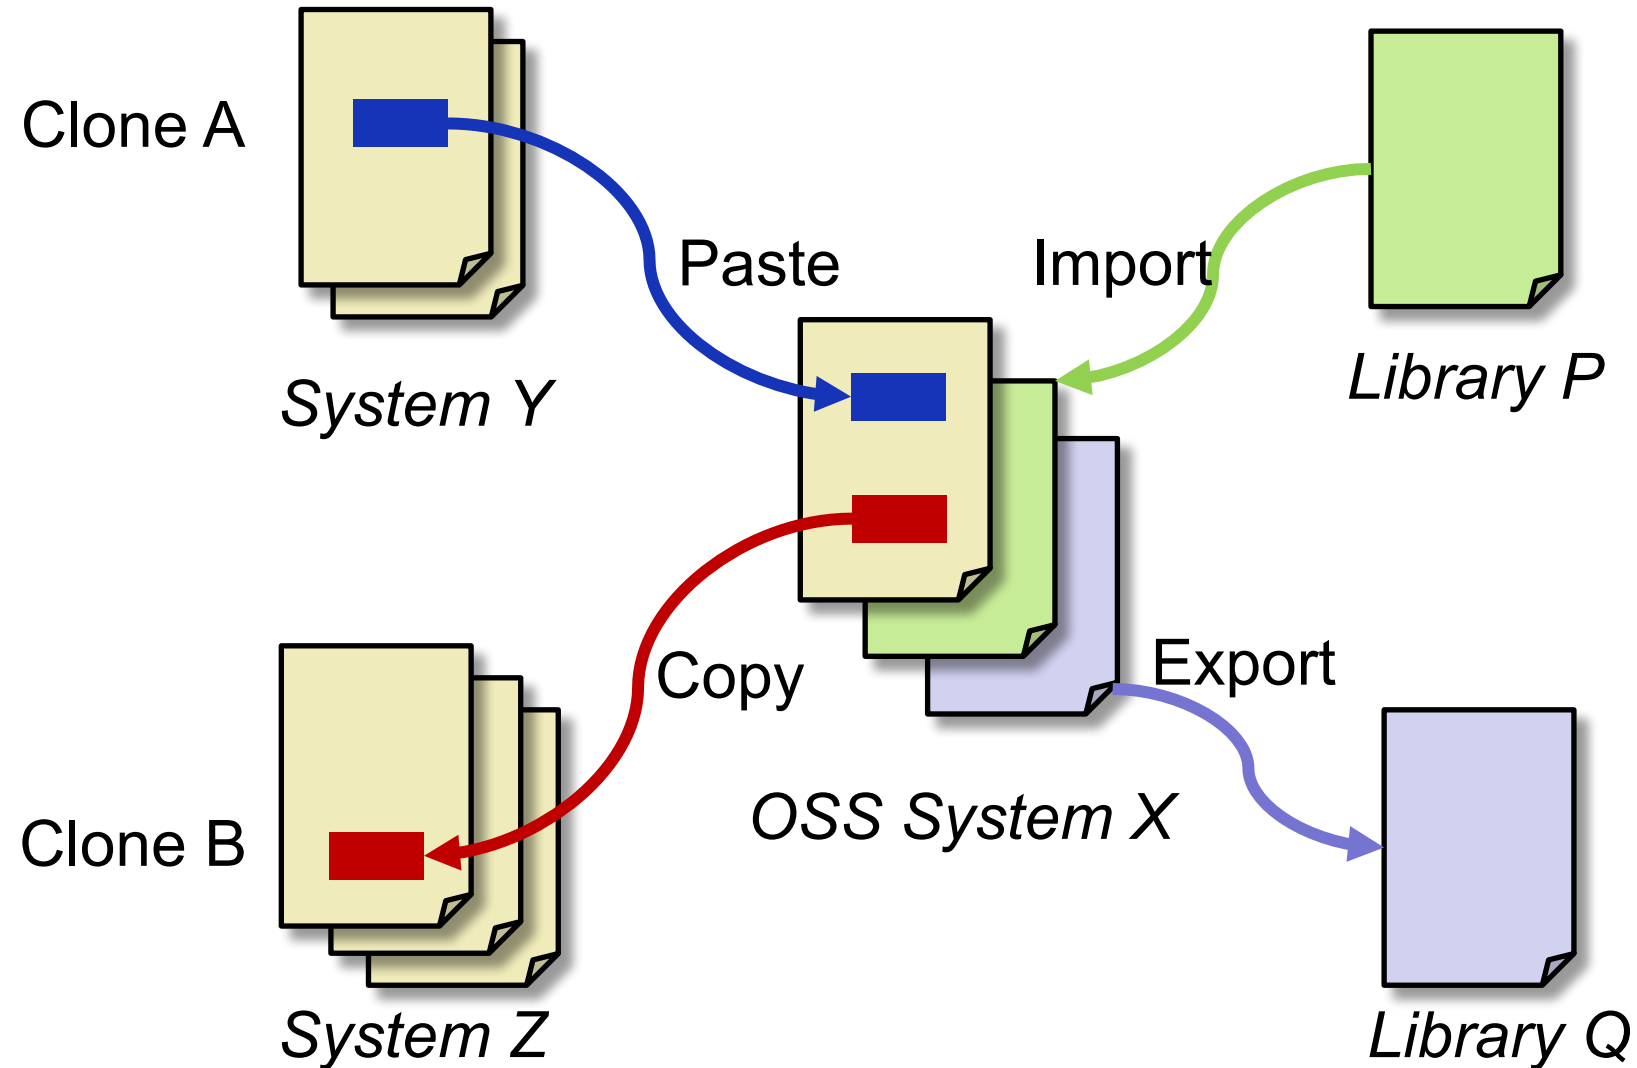 Clone A
Paste
Import
System Y
Library P
Copy
Export
OSS System X
Clone B
System Z
Library Q